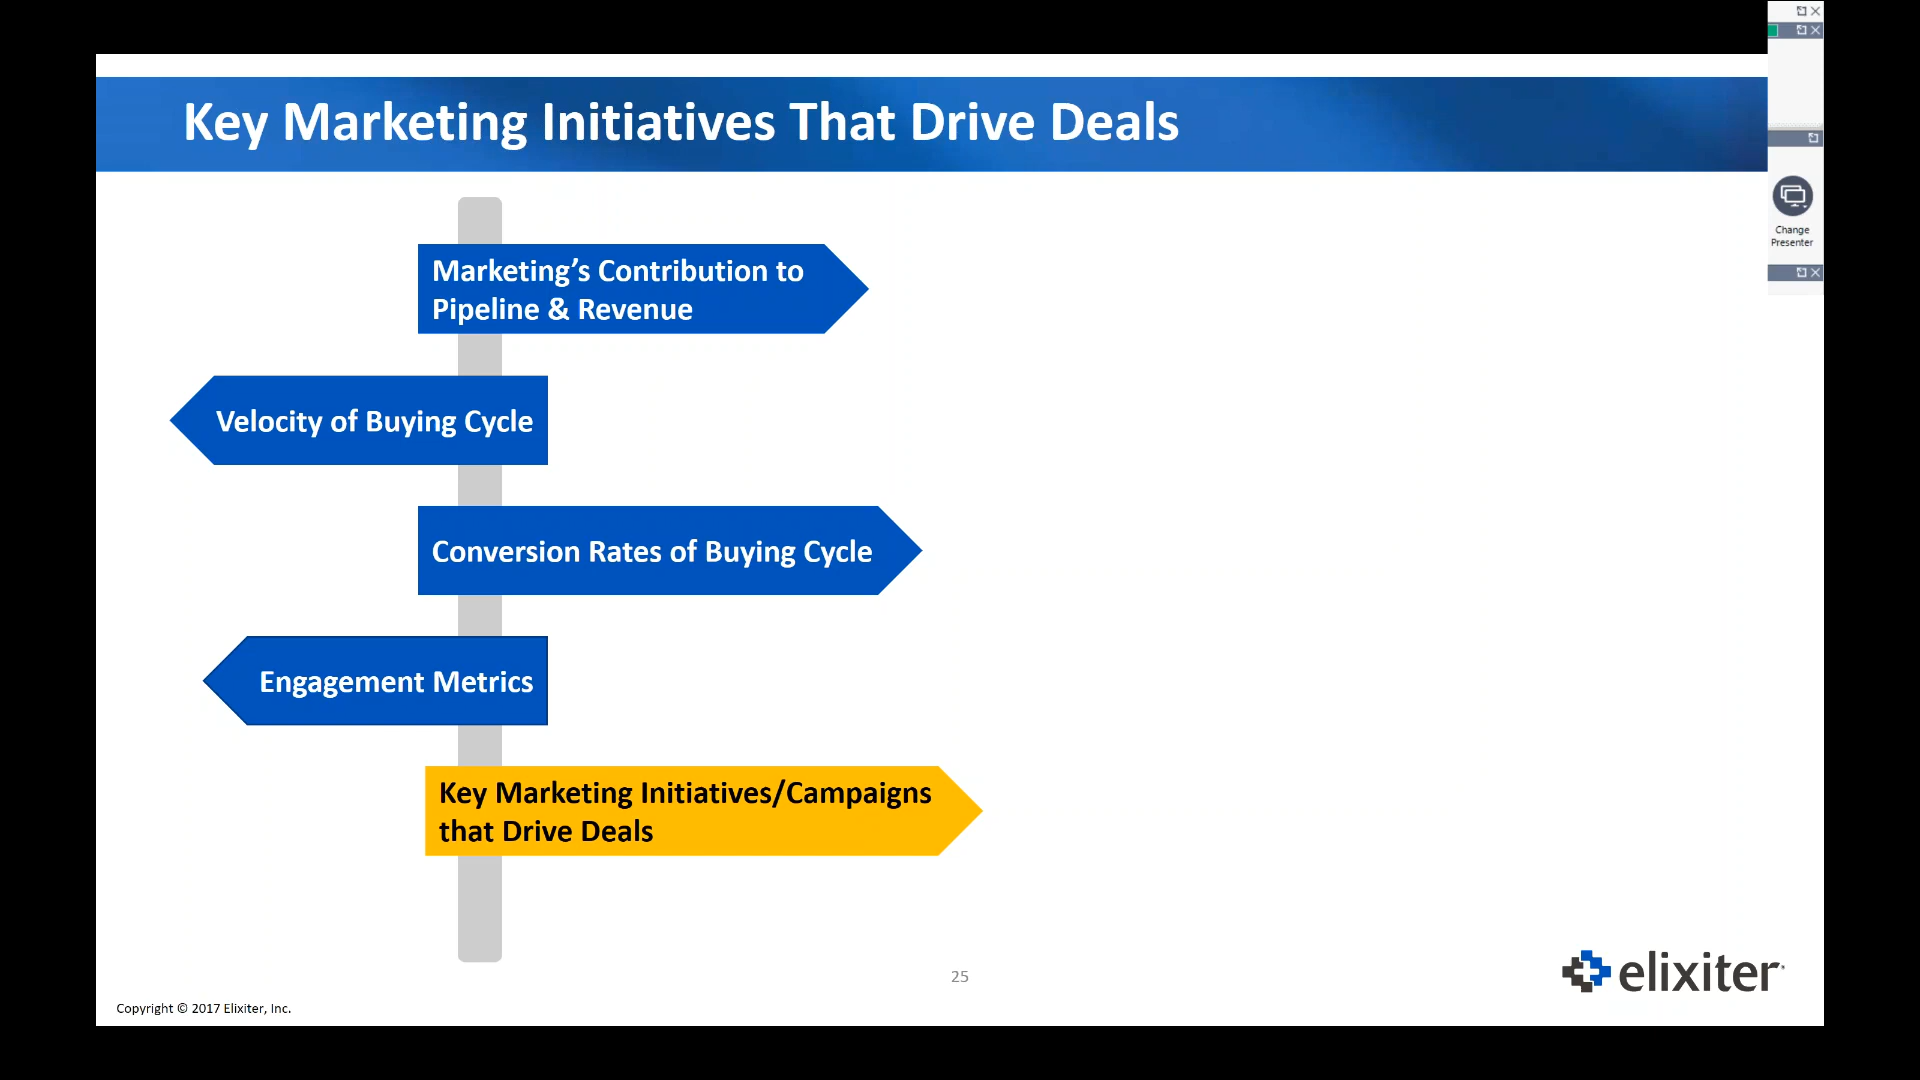 Key Marketing Initiatives That Drive Deals
Change
Presenter
Marketing’s Contribution to
Pipeline & Revenue
Velocity of Buying Cycle
Conversion Rates of Buying Cycle
Engagement Metrics
Key Marketing Initiatives/Campaigns
that Drive Deals
25
elixiter
Copyright © 2017 Elixiter, Inc.